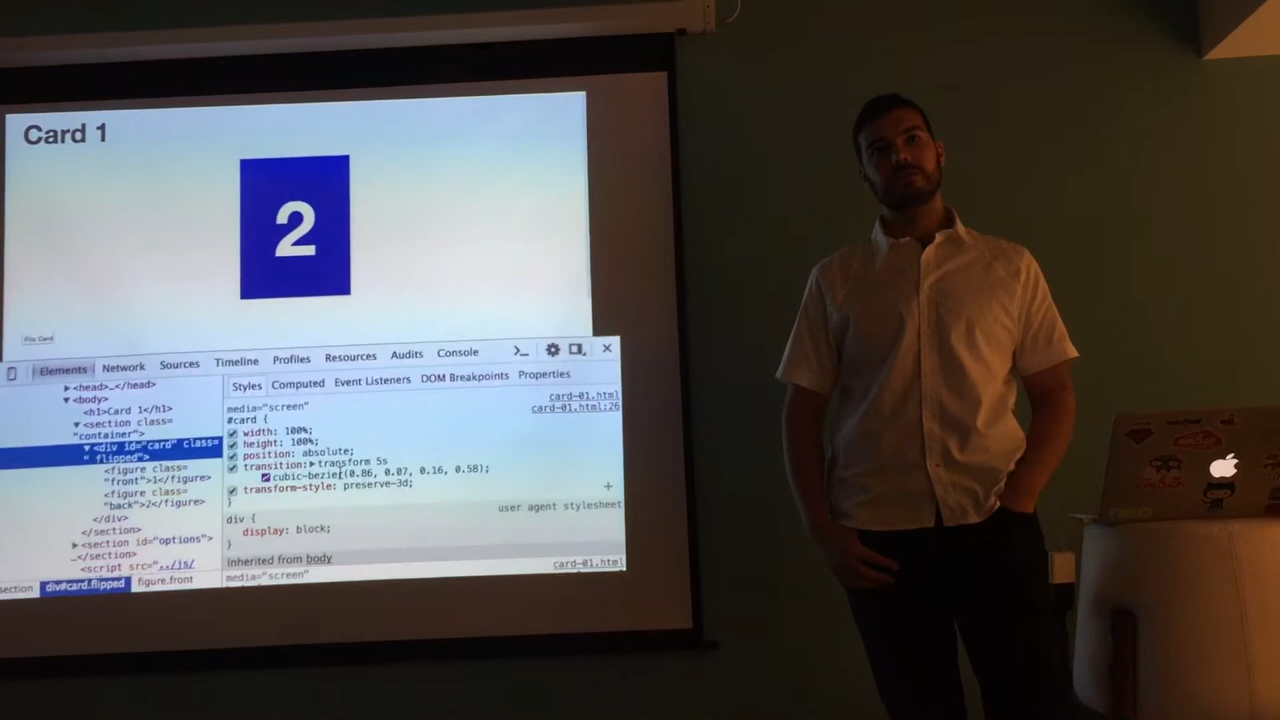 Card 1
2
Flip Card
Elements Network Sources Timeline Profiles Resources Audits Console
▶<head>…</head>
▼<body>
<h1>Card 1</h1>
▼<section class=
"container">
▼<div id="card" class=
" flipped">
<figure class=
"front">1</figure>
<figure class=
"back">2</figure>
</div>
</section>
▶<section id="options">
…</section>
<script src="../js/
section div#card.flipped figure.front
Styles Computed Event Listeners DOM Breakpoints Properties
media="screen" card-01.html
#card { card-01.html:26
width: 100%;
height: 100%;
position: absolute;
transition:▶transform 5s
cubic-bezier(0.86, 0.07, 0.16, 0.58);
transform-style: preserve-3d;
}
user agent stylesheet
div {
display: block;
}
Inherited from body
media="screen" card-01.html